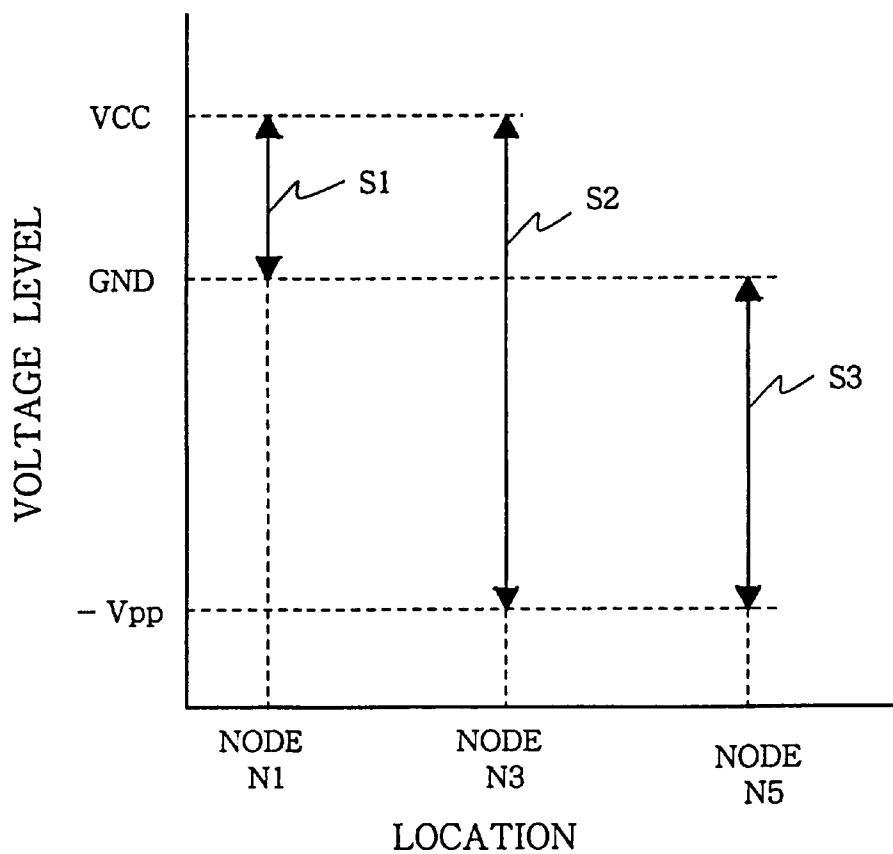 VCC
S1
S2
GND
S3
VOLTAGE LEVEL
– Vpp
NODE
N1
NODE
N3
NODE
N5
LOCATION